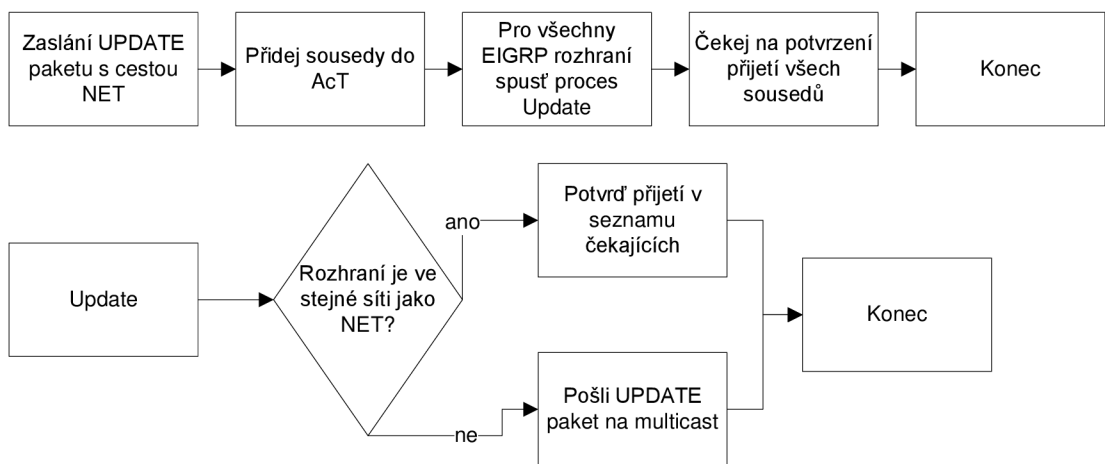 Zaslání UPDATE
paketu s cestou
NET
Přidej sousedy do
AcT
Pro všechny
EIGRP rozhraní
spusť proces
Update
Čekej na potvrzení
přijetí všech
sousedů
Konec
Update
Rozhraní je ve
stejné síti jako
NET?
ano
Potvrď přijetí v
seznamu
čekajících
ne
Pošli UPDATE
paket na multicast
Konec